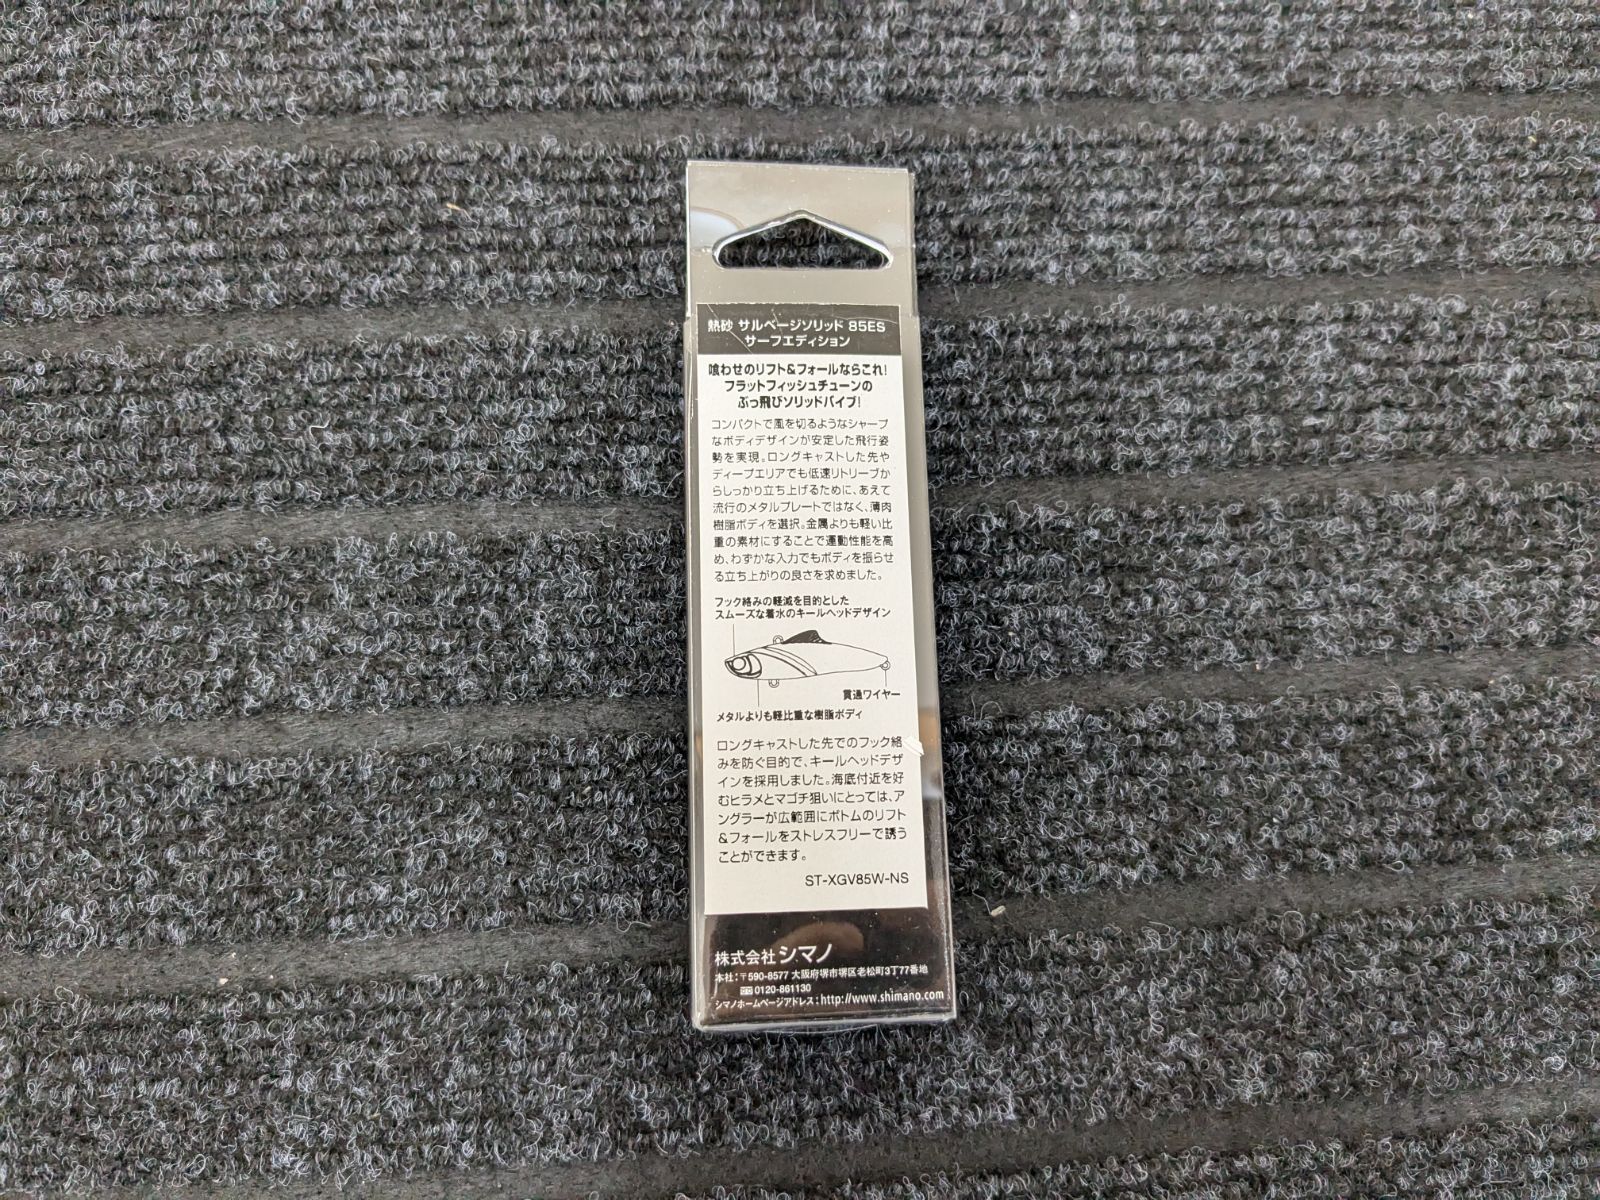 熱砂 サルベージソリッド 85ES
サーフエディション
喰わせのリフト&フォールならこれ!
フラットフィッシュチューンの
ぶっ飛びソリッドバイブ!
コンパクトで風を切るようなシャープ
なボディデザインが安定した飛行姿
勢を実現。ロングキャストした先や
ディープエリアでも低速リトリーブか
らしっかり立ち上げるために、あえて
流行のメタルプレートではなく、薄肉
樹脂ボディを選択。金属よりも軽い比
重の素材にすることで運動性能を高
め、わずかな入力でもボディを振らせ
る立ち上がりの良さを求めました。
フック絡みの軽減を目的とした
スムーズな着水のキールヘッドデザイン
貫通ワイヤー
メタルよりも軽比重な樹脂ボディ
ロングキャストした先でのフック絡
みを防ぐ目的で、キールヘッドデザ
インを採用しました。海底付近を好
むヒラメとマゴチ狙いにとっては、ア
ングラーが広範囲にボトムのリフト
&フォールをストレスフリーで誘う
ことができます。
ST-XGV85W-NS
株式会社シマノ
本社:〒590-8577 大阪府堺市堺区老松町3丁77番地
0120-861130
シマノホームページアドレス:http://www.shimano.com